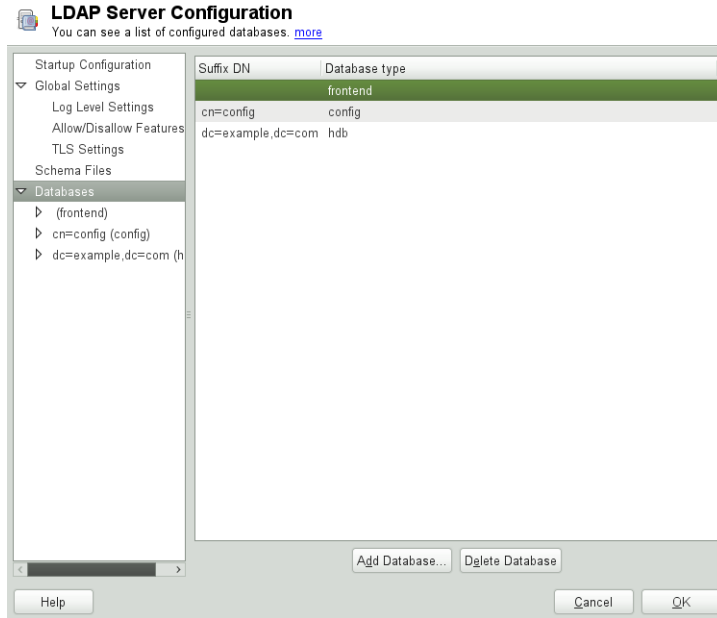 LDAP Server Configuration
You can see a list of configured databases. more
Startup Configuration
Global Settings
Log Level Settings
Allow/Disallow Features
TLS Settings
Schema Files
Databases
(frontend)
cn=config (config)
dc=example,dc=com (h
Suffix DN Database type
frontend
cn=config config
dc=example,dc=com hdb
Add Database... Delete Database
Help Cancel OK